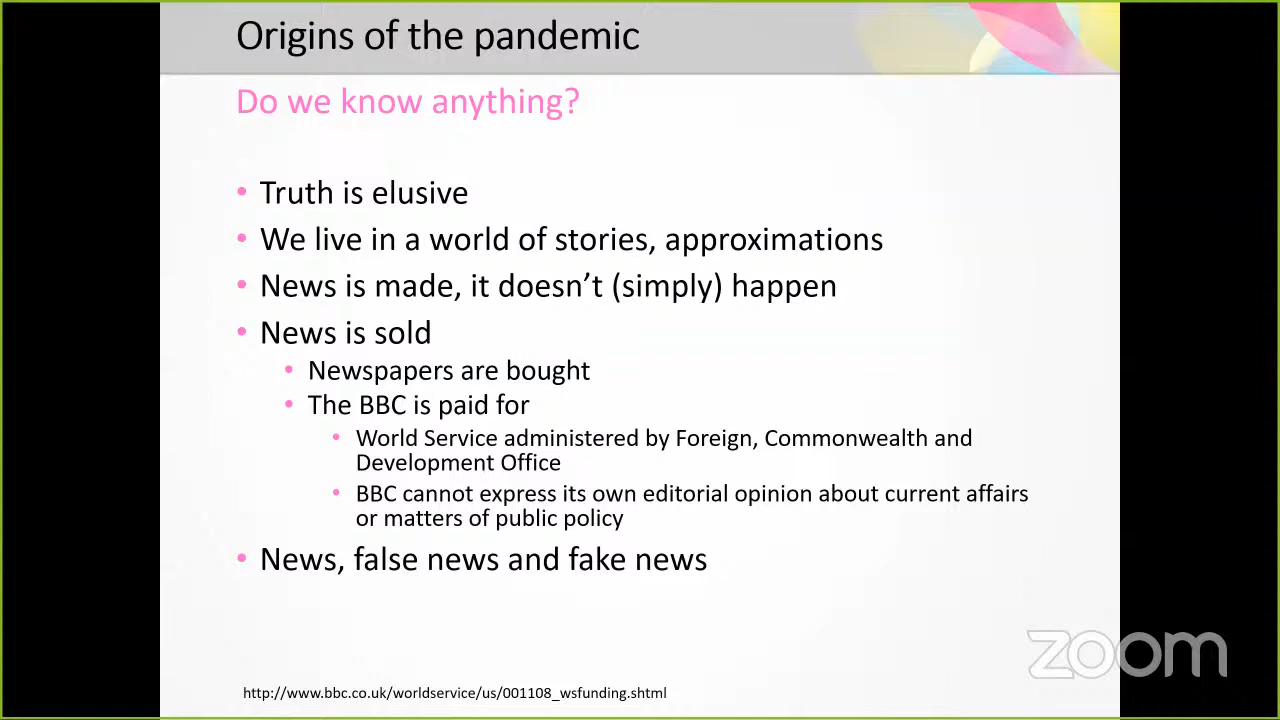 Origins of the pandemic
Do we know anything?
• Truth is elusive
• We live in a world of stories, approximations
• News is made, it doesn’t (simply) happen
• News is sold
• Newspapers are bought
• The BBC is paid for
• World Service administered by Foreign, Commonwealth and
Development Office
• BBC cannot express its own editorial opinion about current affairs
or matters of public policy
• News, false news and fake news
zoom
http://www.bbc.co.uk/worldservice/us/001108_wsfunding.shtml